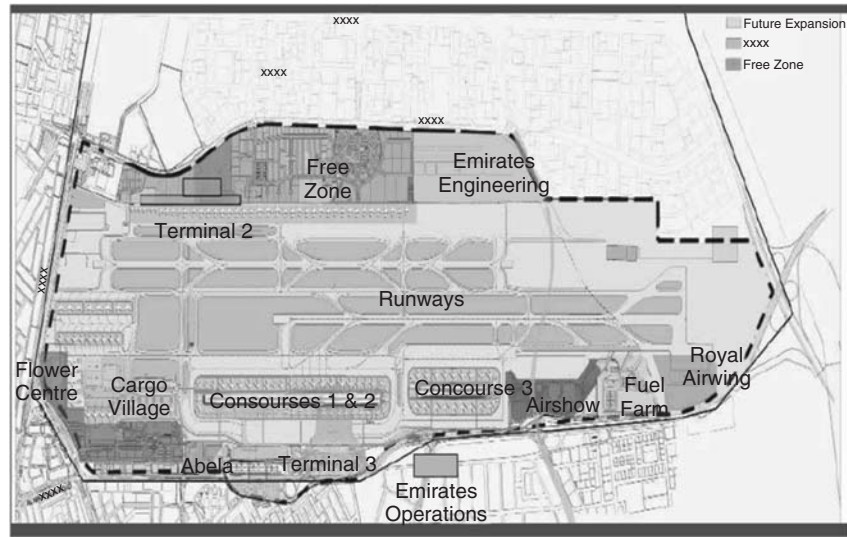 xxxx
Future Expansion
xxxx
xxxx
Free Zone
xxxx
Free
Zone
Emirates
Engineering
Terminal 2
xxxx
Runways
Flower
Centre
Cargo
Village
Consourses 1 & 2
Concourse 3
Airshow
Fuel
Farm
Royal
Airwing
Abela
Terminal 3
xxxx
Emirates
Operations